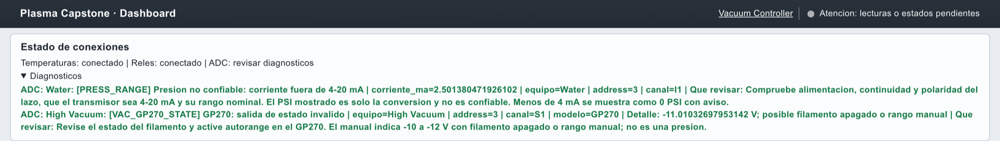 Plasma Capstone · Dashboard
Vacuum Controller
Atencion: lecturas o estados pendientes
Estado de conexiones
Temperaturas: conectado | Reles: conectado | ADC: revisar diagnosticos
▼ Diagnosticos
ADC: Water: [PRESS_RANGE] Presion no confiable: corriente fuera de 4-20 mA | corriente_ma=2.501380471926102 | equipo=Water | address=3 | canal=I1 | Que revisar: Compruebe alimentacion, continuidad y polaridad del
lazo, que el transmisor sea 4-20 mA y su rango nominal. El PSI mostrado es solo la conversion y no es confiable. Menos de 4 mA se muestra como 0 PSI con aviso.
ADC: High Vacuum: [VAC_GP270_STATE] GP270: salida de estado invalido | equipo=High Vacuum | address=3 | canal=S1 | modelo=GP270 | Detalle: -11.01032697953142 V; posible filamento apagado o rango manual | Que
revisar: Revise el estado del filamento y active autorange en el GP270. El manual indica -10 a -12 V con filamento apagado o rango manual; no es una presion.